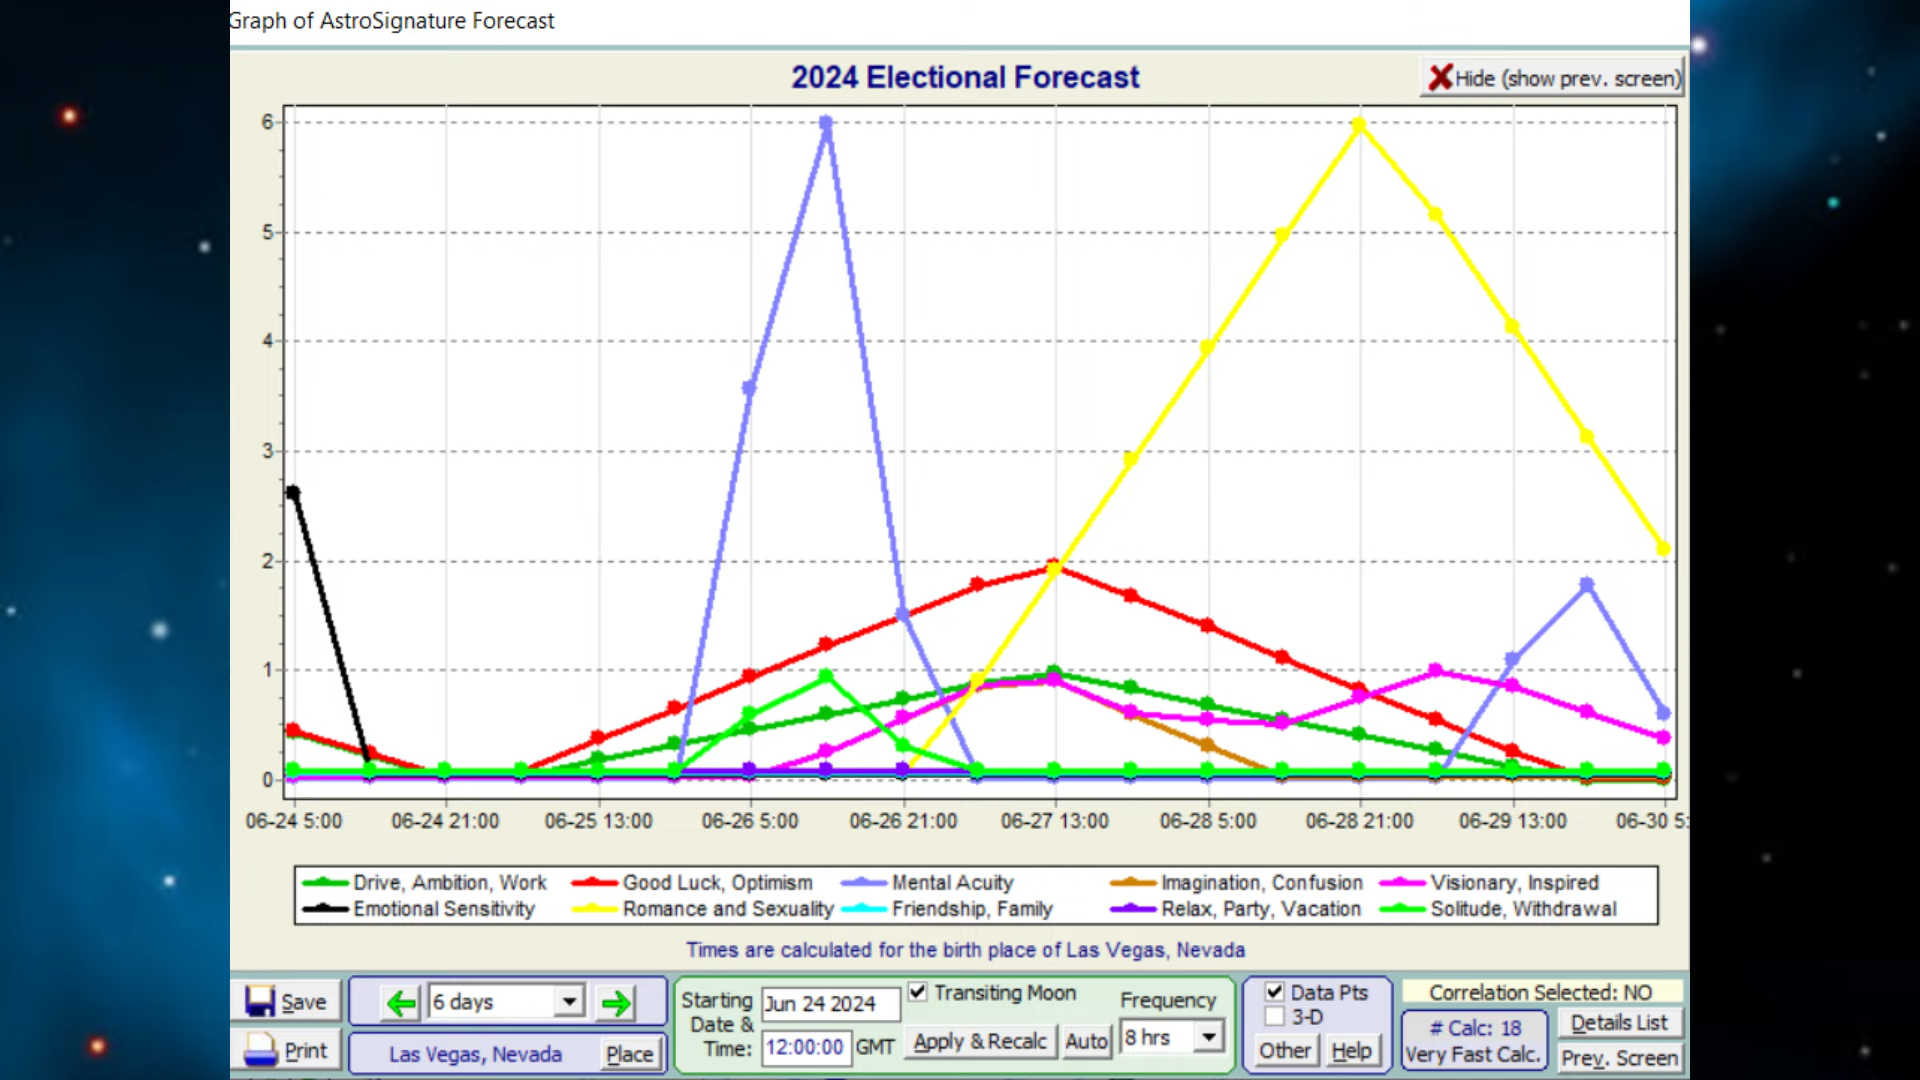 Graph of AstroSignature Forecast
2024 Electional Forecast
Hide (show prev. screen)
6
5
4
3
2
1
0
06-24 5:00 06-24 21:00 06-25 13:00 06-26 5:00 06-26 21:00 06-27 13:00 06-28 5:00 06-28 21:00 06-29 13:00 06-30 5:
Drive, Ambition, Work Good Luck, Optimism Mental Acuity Imagination, Confusion Visionary, Inspired
Emotional Sensitivity Romance and Sexuality Friendship, Family Relax, Party, Vacation Solitude, Withdrawal
Times are calculated for the birth place of Las Vegas, Nevada
Save
Print
6 days
Las Vegas, Nevada Place
Starting
Date &
Time:
Jun 24 2024
12:00:00 GMT
Transiting Moon
Apply & Recalc Auto
Frequency
8 hrs
Data Pts
3-D
Other Help
Correlation Selected: NO
# Calc: 18
Very Fast Calc.
Details List
Prev. Screen